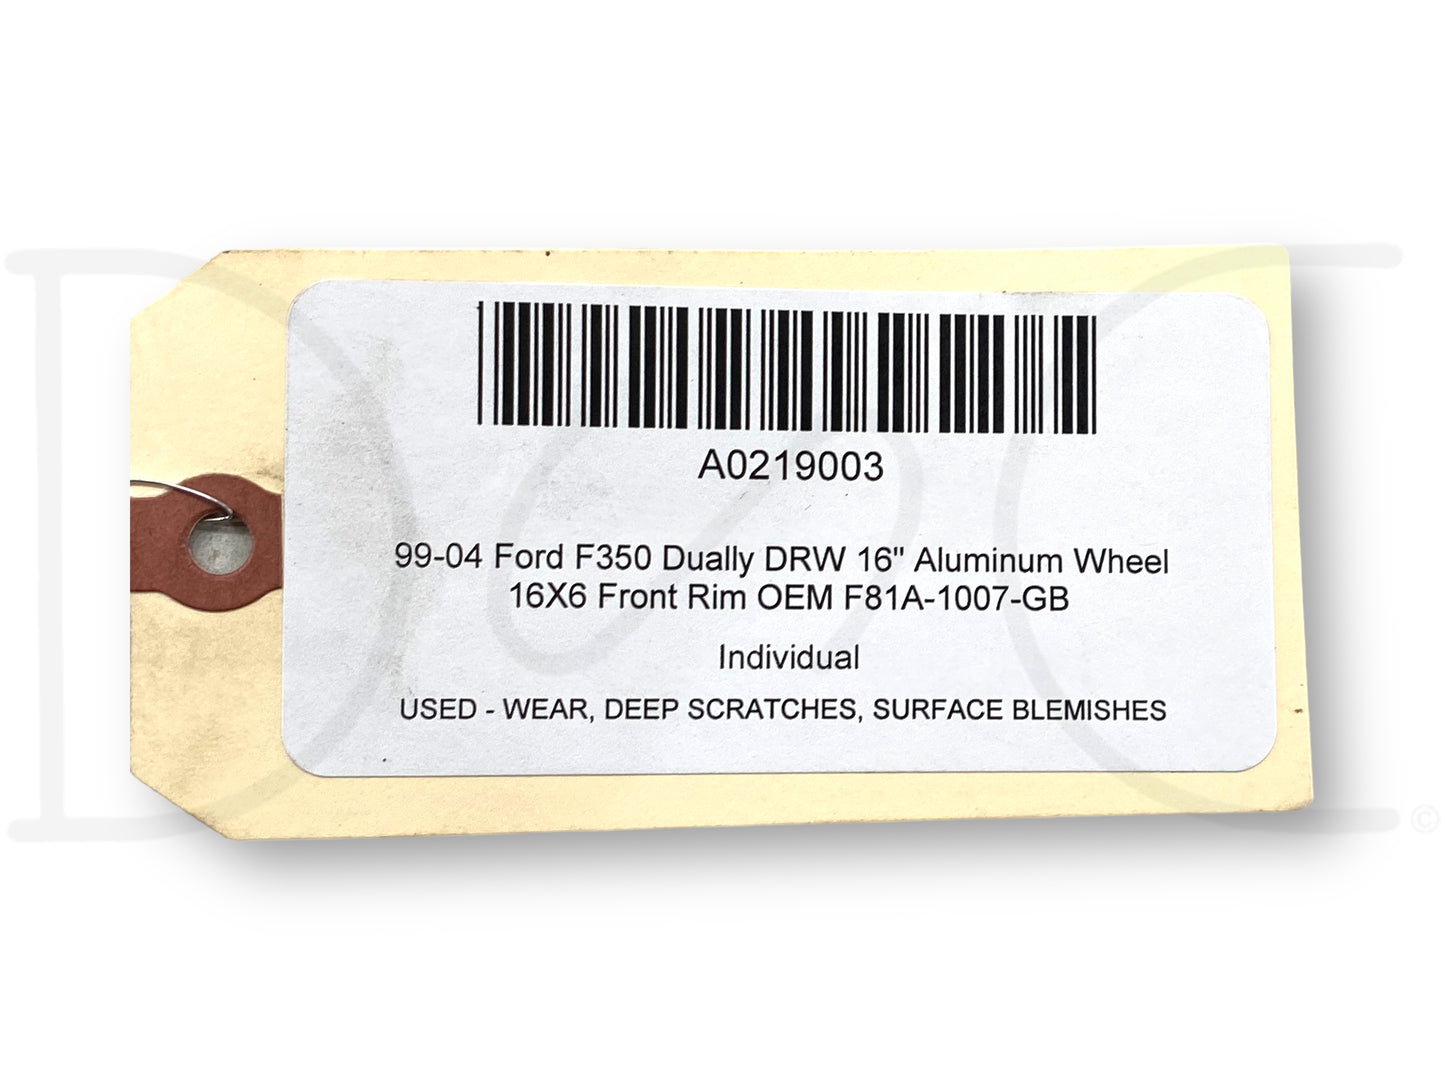 A0219003
99-04 Ford F350 Dually DRW 16" Aluminum Wheel
16X6 Front Rim OEM F81A-1007-GB
Individual
USED - WEAR, DEEP SCRATCHES, SURFACE BLEMISHES
©